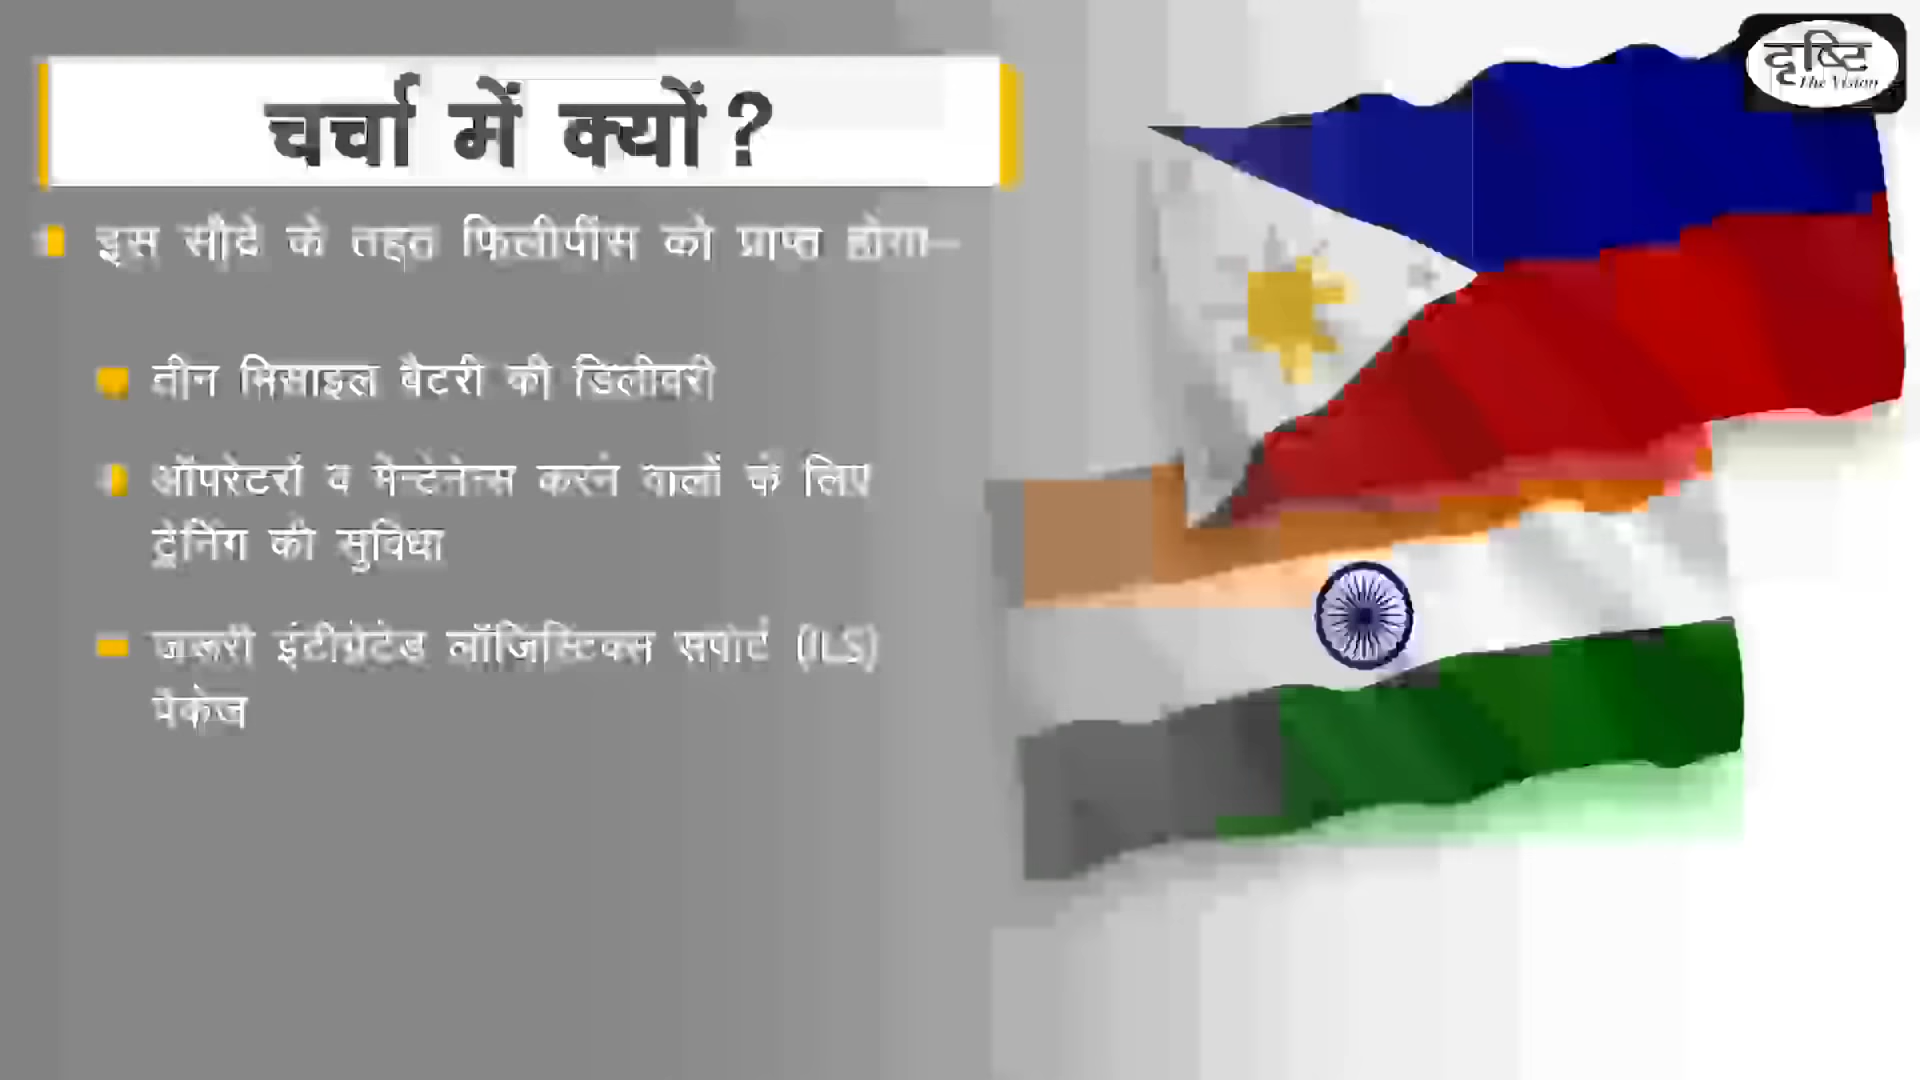 दृष्टि
The Vision
चर्चा में क्यों?
इस सौदे के तहत फिलीपींस को प्राप्त होगा—
तीन मिसाइल बैटरी की डिलीवरी
ऑपरेटरों व मेन्टेनेन्स करने वालों के लिए
ट्रेनिंग की सुविधा
जरूरी इंटीग्रेटेड लॉजिस्टिक्स सपोर्ट (ILS)
पैकेज